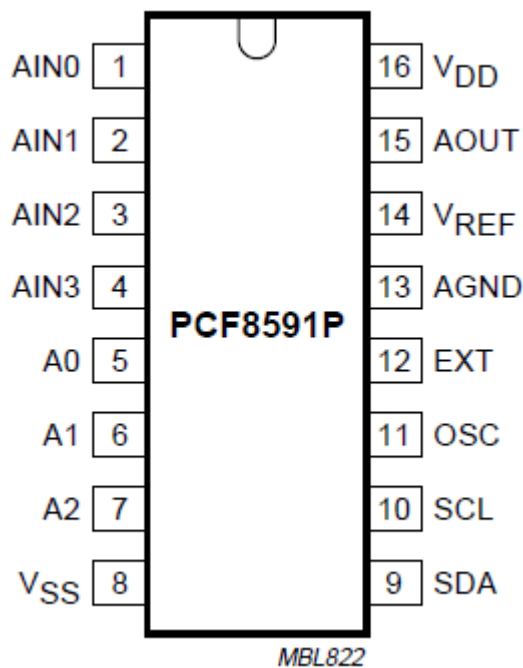 AIN0 1 16 VDD
AIN1 2 15 AOUT
AIN2 3 14 VREF
AIN3 4 13 AGND
PCF8591P
A0 5 12 EXT
A1 6 11 OSC
A2 7 10 SCL
VSS 8 9 SDA
MBL822